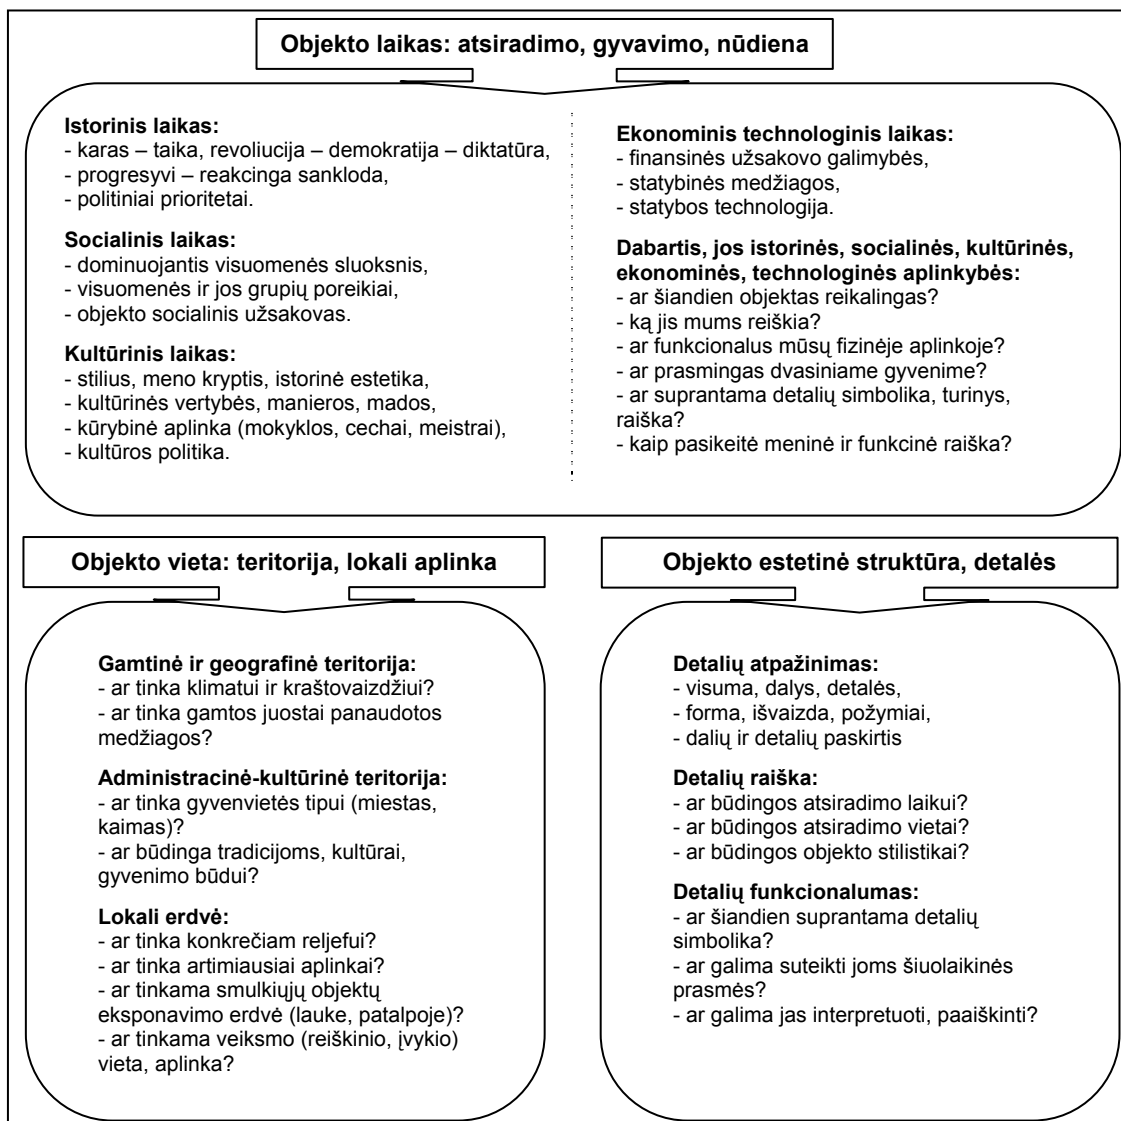 Objekto laikas: atsiradimo, gyvavimo, nūdiena
Istorinis laikas:
- karas – taika, revoliucija – demokratija – diktatūra,
- progresyvi – reakcinga sankloda,
- politiniai prioritetai.
Socialinis laikas:
- dominuojantis visuomenės sluoksnis,
- visuomenės ir jos grupių poreikiai,
- objekto socialinis užsakovas.
Kultūrinis laikas:
- stilius, meno kryptis, istorinė estetika,
- kultūrinės vertybės, manieros, mados,
- kūrybinė aplinka (mokyklos, cechai, meistrai),
- kultūros politika.
Ekonominis technologinis laikas:
- finansinės užsakovo galimybės,
- statybinės medžiagos,
- statybos technologija.
Dabartis, jos istorinės, socialinės, kultūrinės,
ekonominės, technologinės aplinkybės:
- ar šiandien objektas reikalingas?
- ką jis mums reiškia?
- ar funkcionalus mūsų fizinėje aplinkoje?
- ar prasmingas dvasiniame gyvenime?
- ar suprantama detalių simbolika, turinys,
raiška?
- kaip pasikeitė meninė ir funkcinė raiška?
Objekto vieta: teritorija, lokali aplinka
Gamtinė ir geografinė teritorija:
- ar tinka klimatui ir kraštovaizdžiui?
- ar tinka gamtos juostai panaudotos
medžiagos?
Administracinė-kultūrinė teritorija:
- ar tinka gyvenvietės tipui (miestas,
kaimas)?
- ar būdinga tradicijoms, kultūrai,
gyvenimo būdui?
Lokali erdvė:
- ar tinka konkrečiam reljefui?
- ar tinka artimiausiai aplinkai?
- ar tinkama smulkiųjų objektų
eksponavimo erdvė (lauke, patalpoje)?
- ar tinkama veiksmo (reiškinio, įvykio)
vieta, aplinka?
Objekto estetinė struktūra, detalės
Detalių atpažinimas:
- visuma, dalys, detalės,
- forma, išvaizda, požymiai,
- dalių ir detalių paskirtis
Detalių raiška:
- ar būdingos atsiradimo laikui?
- ar būdingos atsiradimo vietai?
- ar būdingos objekto stilistikai?
Detalių funkcionalumas:
- ar šiandien suprantama detalių
simbolika?
- ar galima suteikti joms šiuolaikinės
prasmės?
- ar galima jas interpretuoti, paaiškinti?